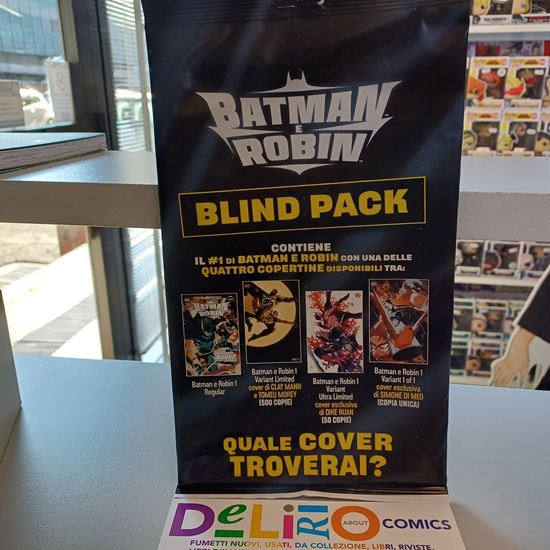 BATMAN
E
ROBIN
BLIND PACK
CONTIENE
IL #1 DI BATMAN E ROBIN CON UNA DELLE
QUATTRO COPERTINE DISPONIBILI TRA:
BATMAN
ROBIN
Batman e Robin 1
Regular
Batman e Robin 1
Variant Limited
cover di CLAY MANN
e TOMEU MOREY
(500 COPIE)
Batman e Robin 1
Variant
Ultra Limited
cover esclusiva
di DIKE RUAN
(50 COPIE)
Batman e Robin 1
Variant 1 of 1
cover esclusiva
di SIMONE DI MEO
(COPIA UNICA)
QUALE COVER
TROVERAI?
DeLiRiO ABOUT COMICS
FUMETTI NUOVI, USATI, DA COLLEZIONE, LIBRI, RIVISTE